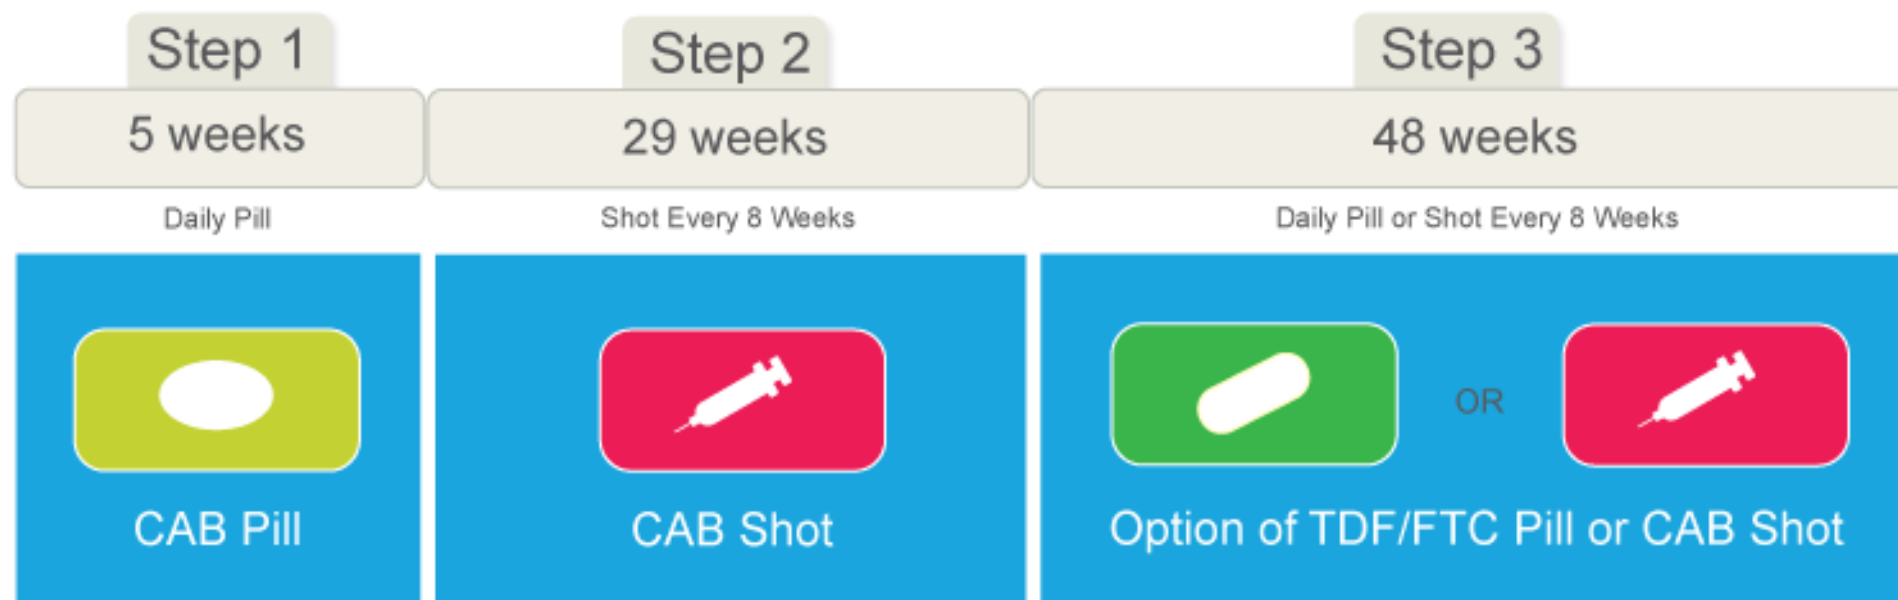 Step 1
Step 2
Step 3
5 weeks
29 weeks
48 weeks
Daily Pill
Shot Every 8 Weeks
Daily Pill or Shot Every 8 Weeks
OR
CAB Pill
CAB Shot
Option of TDF/FTC Pill or CAB Shot